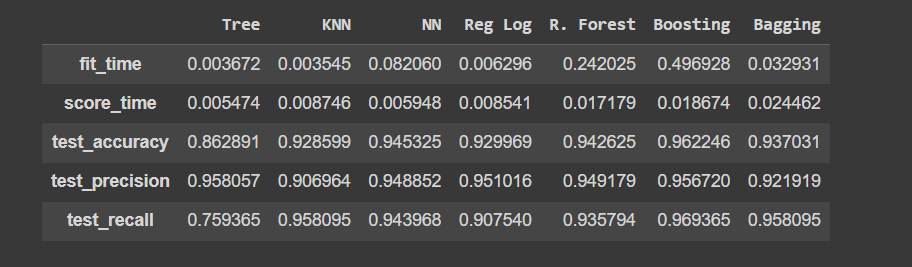 Tree KNN NN Reg Log R. Forest Boosting Bagging
fit_time 0.003672 0.003545 0.082060 0.006296 0.242025 0.496928 0.032931
score_time 0.005474 0.008746 0.005948 0.008541 0.017179 0.018674 0.024462
test_accuracy 0.862891 0.928599 0.945325 0.929969 0.942625 0.962246 0.937031
test_precision 0.958057 0.906964 0.948852 0.951016 0.949179 0.956720 0.921919
test_recall 0.759365 0.958095 0.943968 0.907540 0.935794 0.969365 0.958095